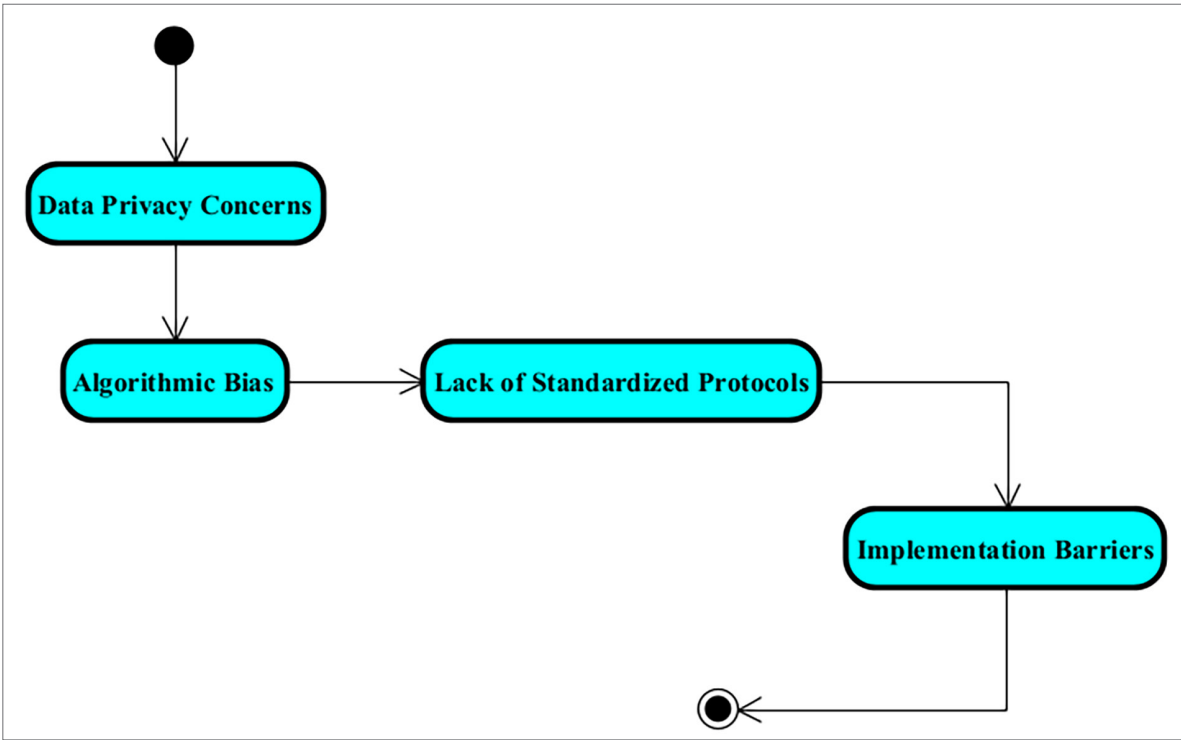 Data Privacy Concerns
Algorithmic Bias
Lack of Standardized Protocols
Implementation Barriers